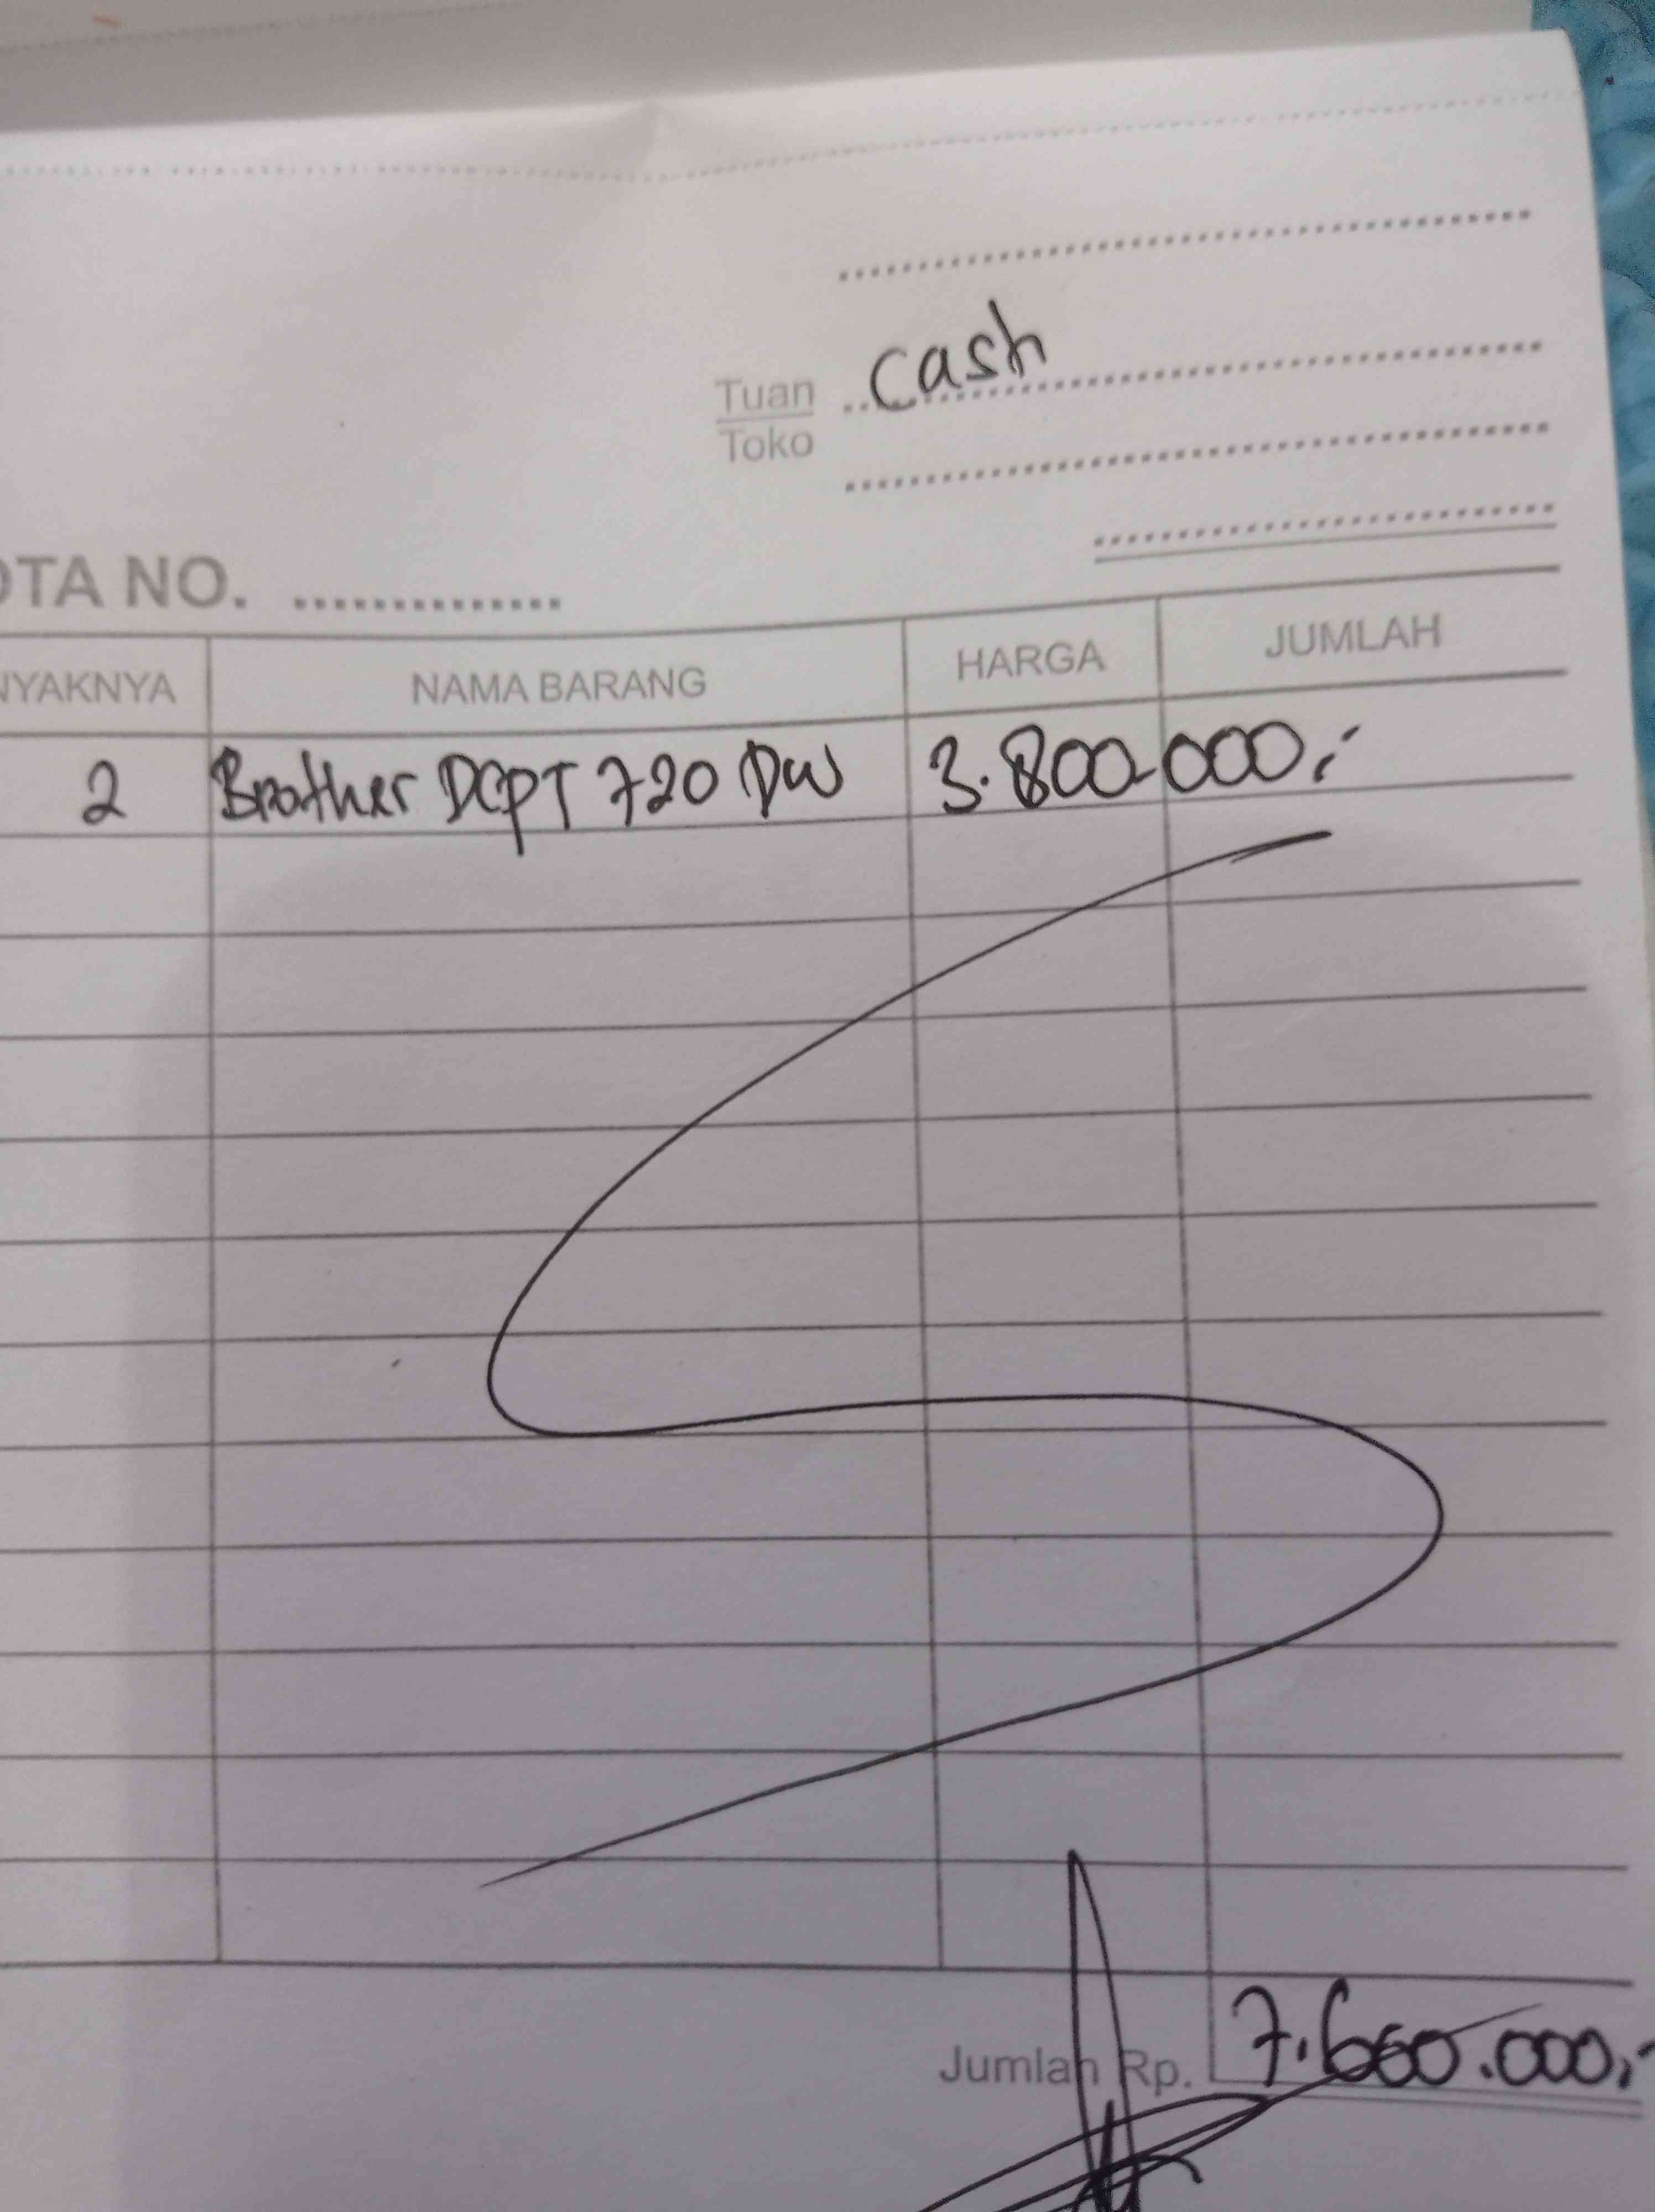 Cash
Tuan
Toko
OTA NO. ..............
NYAKNYA NAMA BARANG HARGA JUMLAH
2 Brother DCPT 720 DW 3.800.000,-
Jumlah Rp. 7.600.000,-